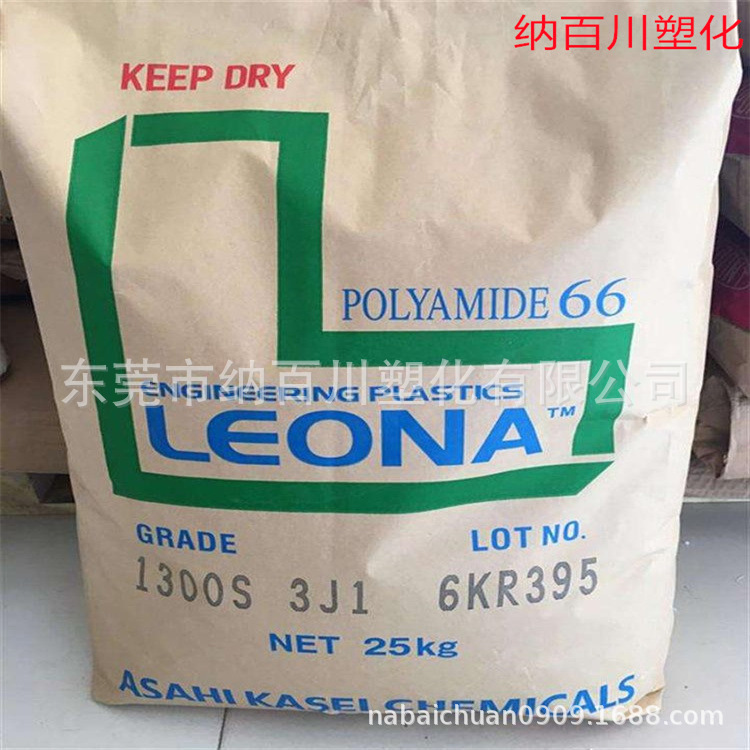 纳百川塑化
KEEP DRY
POLYAMIDE 66
东莞市纳百川塑化有限公司
ENGINEERING PLASTICS
LEONA™
GRADE LOT NO.
1300S 3J1 6KR395
NET 25kg
ASAHI KASEI CHEMICALS
nabaichuan0909.1688.com